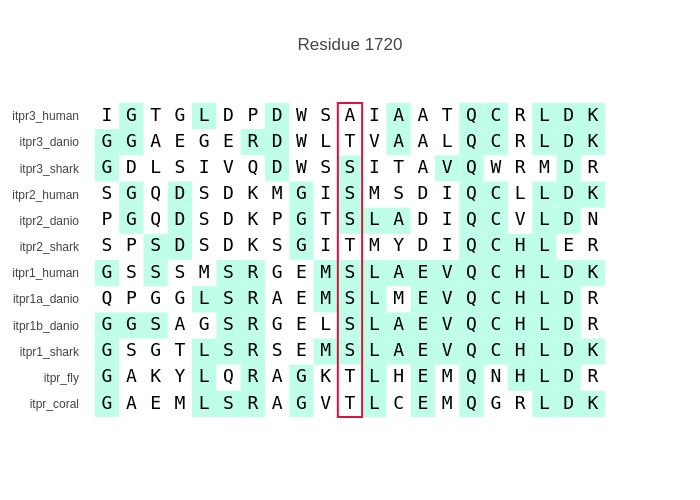 Residue 1720
itpr3_human I G T G L D P D W S A I A A T Q C R L D K
itpr3_danio G G A E G E R D W L T V A A L Q C R L D K
itpr3_shark G D L S I V Q D W S S I T A V Q W R M D R
itpr2_human S G Q D S D K M G I S M S D I Q C L L D K
itpr2_danio P G Q D S D K P G T S L A D I Q C V L D N
itpr2_shark S P S D S D K S G I T M Y D I Q C H L E R
itpr1_human G S S S M S R G E M S L A E V Q C H L D K
itpr1a_danio Q P G G L S R A E M S L M E V Q C H L D R
itpr1b_danio G G S A G S R G E L S L A E V Q C H L D R
itpr1_shark G S G T L S R S E M S L A E V Q C H L D K
itpr_fly G A K Y L Q R A G K T L H E M Q N H L D R
itpr_coral G A E M L S R A G V T L C E M Q G R L D K